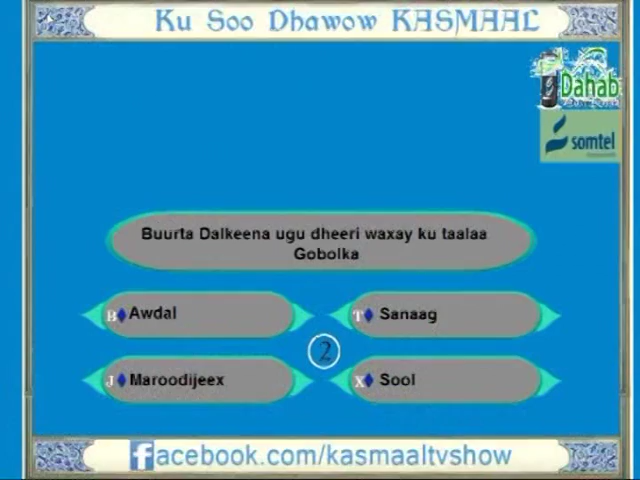 Ku Soo Dhawow KASMAAL
Dahab
somtel
Buurta Dalkeena ugu dheeri waxay ku taalaa
Gobolka
B Awdal
T Sanaag
2
J Maroodijeex
X Sool
facebook.com/kasmaaltvshow